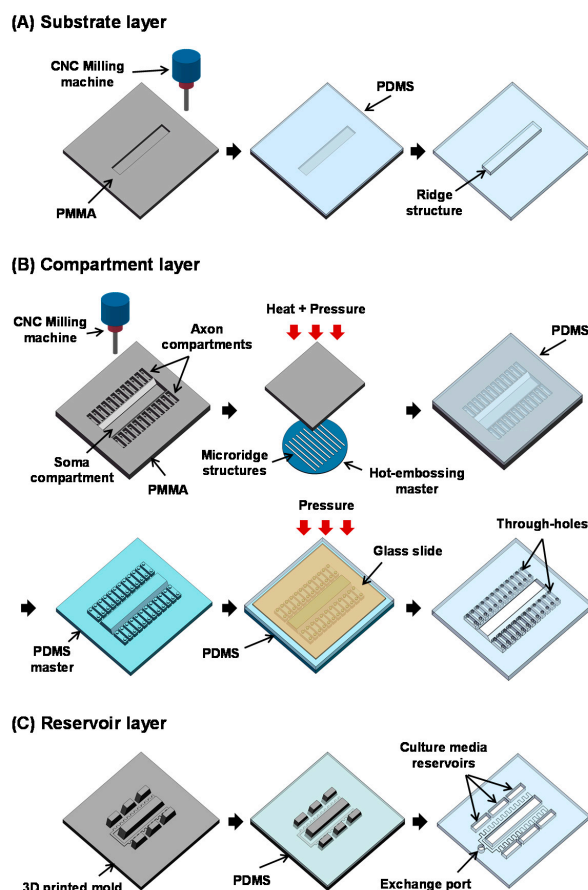 (A) Substrate layer
CNC Milling
machine
PDMS
PMMA
Ridge
structure
(B) Compartment layer
CNC Milling
machine
Axon
compartments
Heat + Pressure
PDMS
Soma
compartment
PMMA
Microridge
structures
Hot-embossing
master
Pressure
Through-holes
Glass slide
PDMS
master
PDMS
(C) Reservoir layer
Culture media
reservoirs
3D printed mold
PDMS
Exchange port